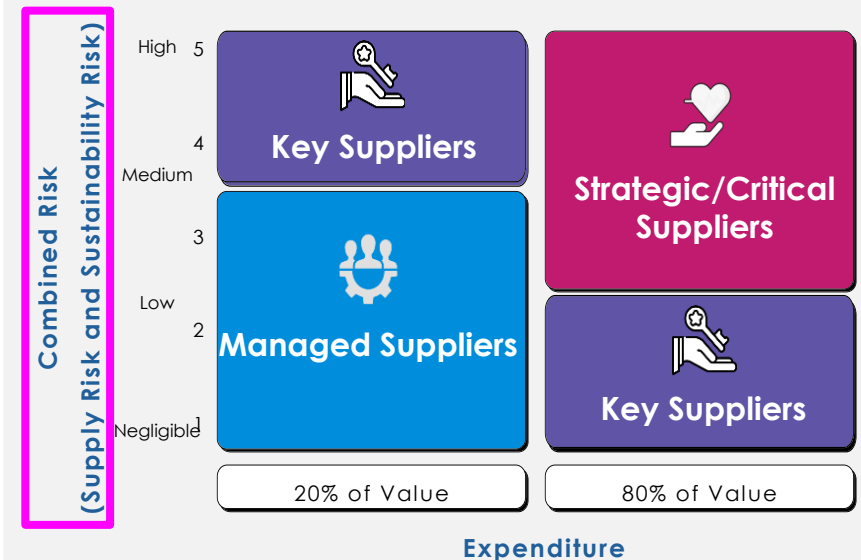 Combined Risk
(Supply Risk and Sustainability Risk)
High 5
4
Medium
3
Low
2
1
Negligible
Key Suppliers
Strategic/Critical
Suppliers
Managed Suppliers
Key Suppliers
20% of Value
80% of Value
Expenditure